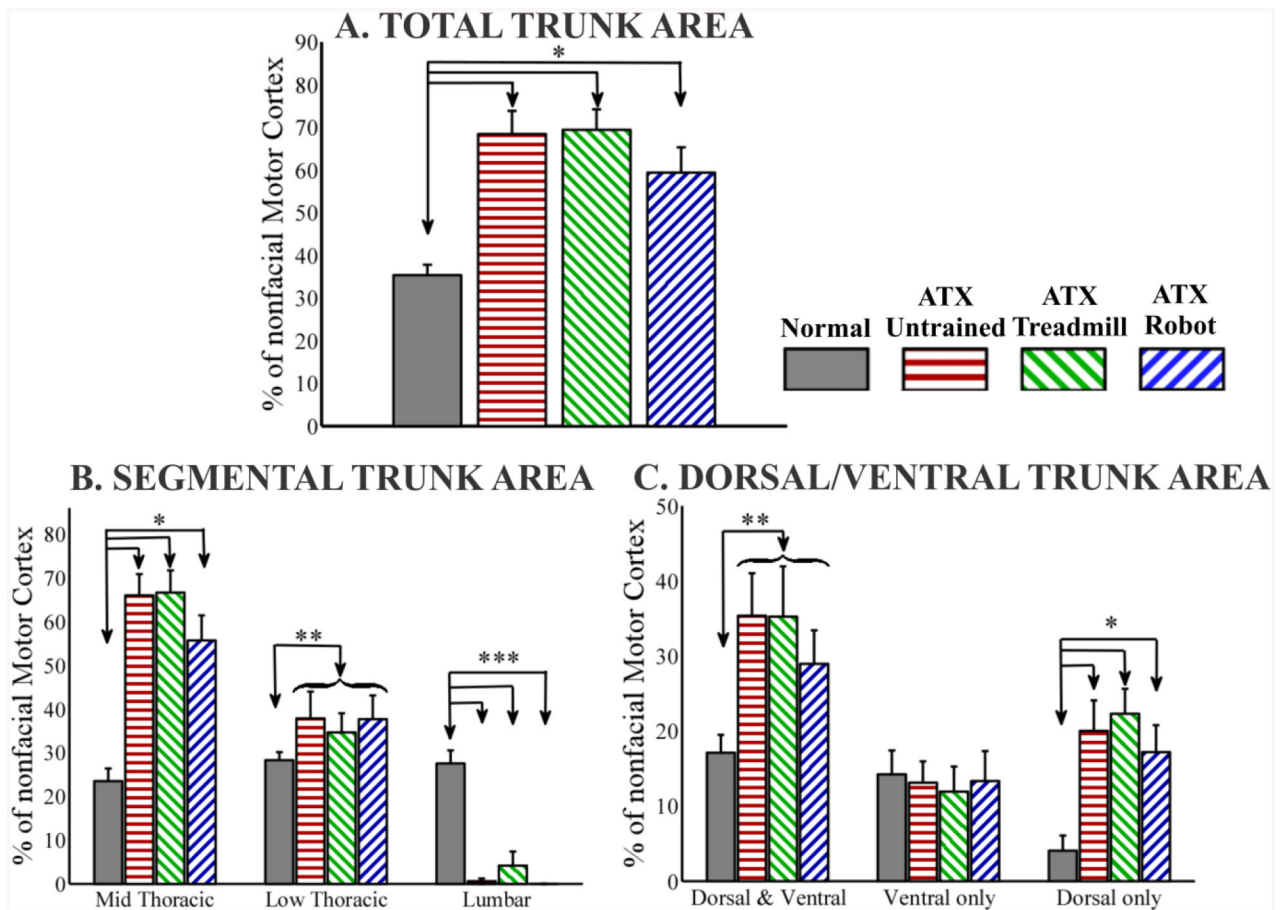 A. TOTAL TRUNK AREA
% of nonfacial Motor Cortex
90
80
70
60
50
40
30
20
10
0
*
Normal
ATX
Untrained
ATX
Treadmill
ATX
Robot
B. SEGMENTAL TRUNK AREA
% of nonfacial Motor Cortex
80
70
60
50
40
30
20
10
0
*
**
***
Mid Thoracic
Low Thoracic
Lumbar
C. DORSAL/VENTRAL TRUNK AREA
% of nonfacial Motor Cortex
50
40
30
20
10
0
**
*
Dorsal & Ventral
Ventral only
Dorsal only